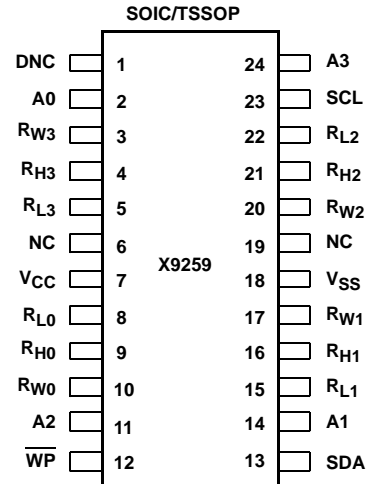 SOIC/TSSOP
DNC 1 24 A3
A0 2 23 SCL
RW3 3 22 RL2
RH3 4 21 RH2
RL3 5 20 RW2
NC 6 19 NC
X9259
VCC 7 18 VSS
RL0 8 17 RW1
RH0 9 16 RH1
RW0 10 15 RL1
A2 11 14 A1
W̅P̅ 12 13 SDA